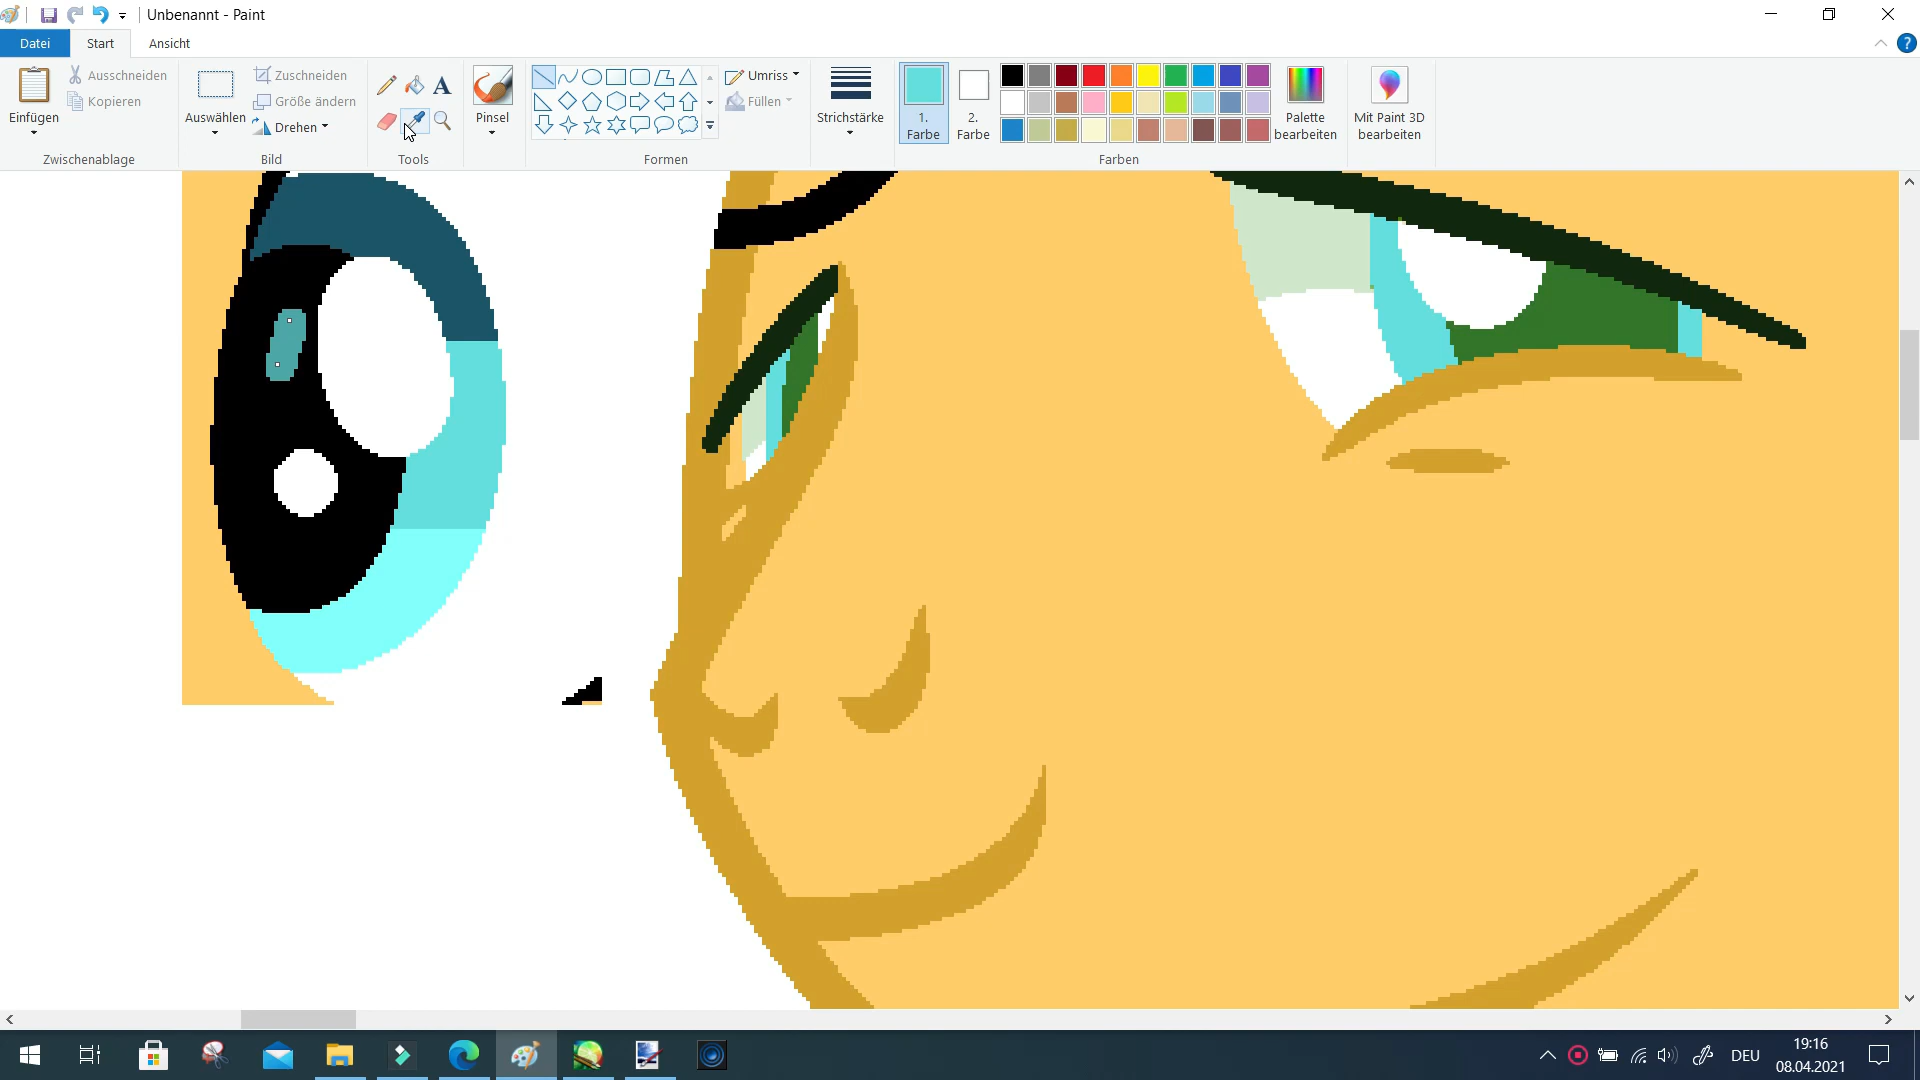 Unbenannt - Paint
Datei
Start
Ansicht
Einfügen
Ausschneiden
Kopieren
Zwischenablage
Auswählen
Zuschneiden
Größe ändern
Drehen
Bild
A
Tools
Pinsel
Umriss
Füllen
Formen
Strichstärke
1.
Farbe
2.
Farbe
Palette
bearbeiten
Mit Paint 3D
bearbeiten
Farben
DEU
19:16
08.04.2021